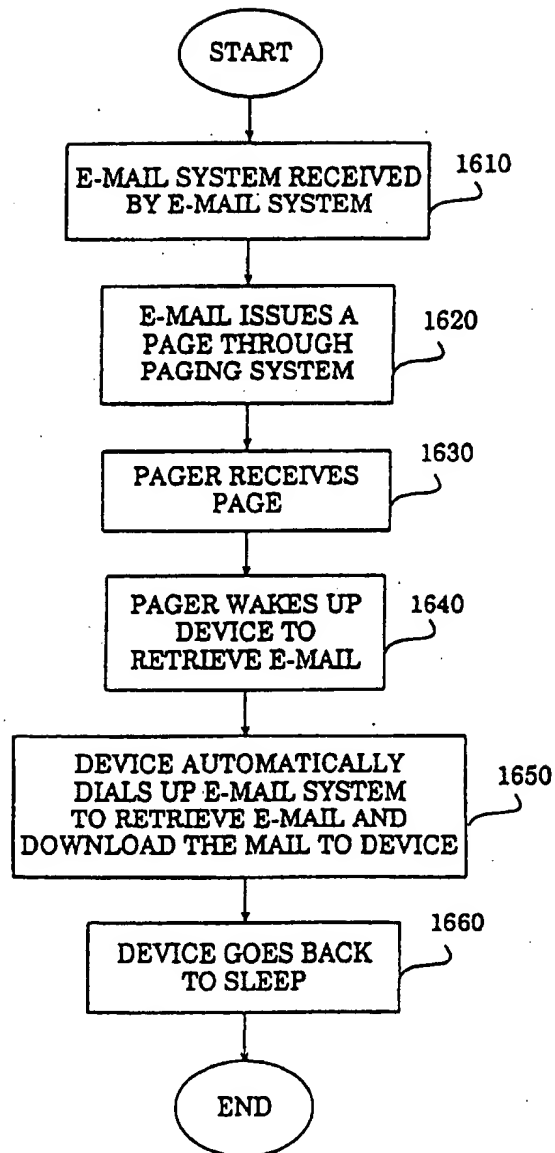 START
E-MAIL SYSTEM RECEIVED
BY E-MAIL SYSTEM
1610
E-MAIL ISSUES A
PAGE THROUGH
PAGING SYSTEM
1620
PAGER RECEIVES
PAGE
1630
PAGER WAKES UP
DEVICE TO
RETRIEVE E-MAIL
1640
DEVICE AUTOMATICALLY
DIALS UP E-MAIL SYSTEM
TO RETRIEVE E-MAIL AND
DOWNLOAD THE MAIL TO DEVICE
1650
DEVICE GOES BACK
TO SLEEP
1660
END